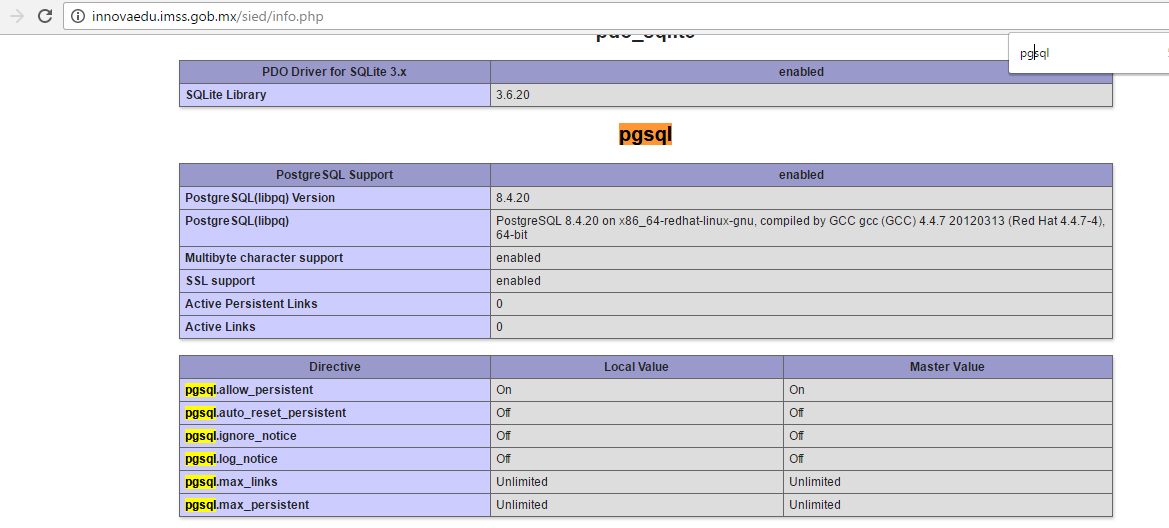 innovaedu.imss.gob.mx/sied/info.php
pgsql
pdo_sqlite
PDO Driver for SQLite 3.x enabled
SQLite Library 3.6.20
pgsql
PostgreSQL Support enabled
PostgreSQL(libpq) Version 8.4.20
PostgreSQL(libpq) PostgreSQL 8.4.20 on x86_64-redhat-linux-gnu, compiled by GCC gcc (GCC) 4.4.7 20120313 (Red Hat 4.4.7-4),
64-bit
Multibyte character support enabled
SSL support enabled
Active Persistent Links 0
Active Links 0
Directive Local Value Master Value
pgsql.allow_persistent On On
pgsql.auto_reset_persistent Off Off
pgsql.ignore_notice Off Off
pgsql.log_notice Off Off
pgsql.max_links Unlimited Unlimited
pgsql.max_persistent Unlimited Unlimited